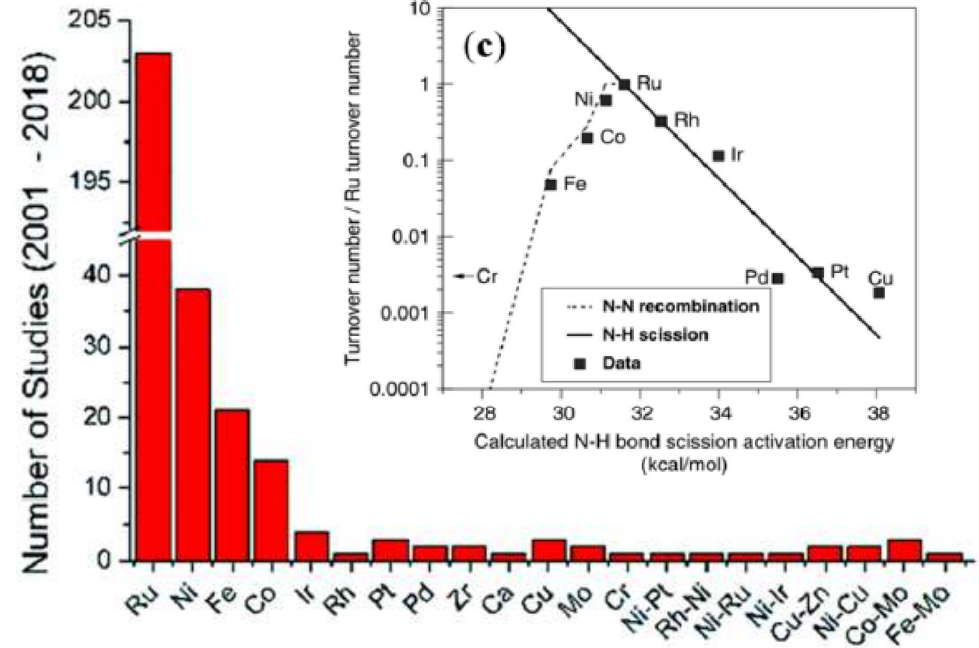 Number of Studies (2001 - 2018)
205
200
195
40
30
20
10
0
Ru Ni Fe Co Ir Rh Pt Pd Zr Ca Cu Mo Cr Ni-Pt Rh-Ni Ni-Ru Ni-Ir Cu-Zn Ni-Cu Co-Mo Fe-Mo
(c)
Turnover number / Ru turnover number
10
1
0.1
0.01
0.001
0.0001
Ru
Ni
Rh
Co
Ir
Fe
Cr
Pd
Pt
Cu
N-N recombination
N-H scission
Data
28 30 32 34 36 38
Calculated N-H bond scission activation energy
(kcal/mol)